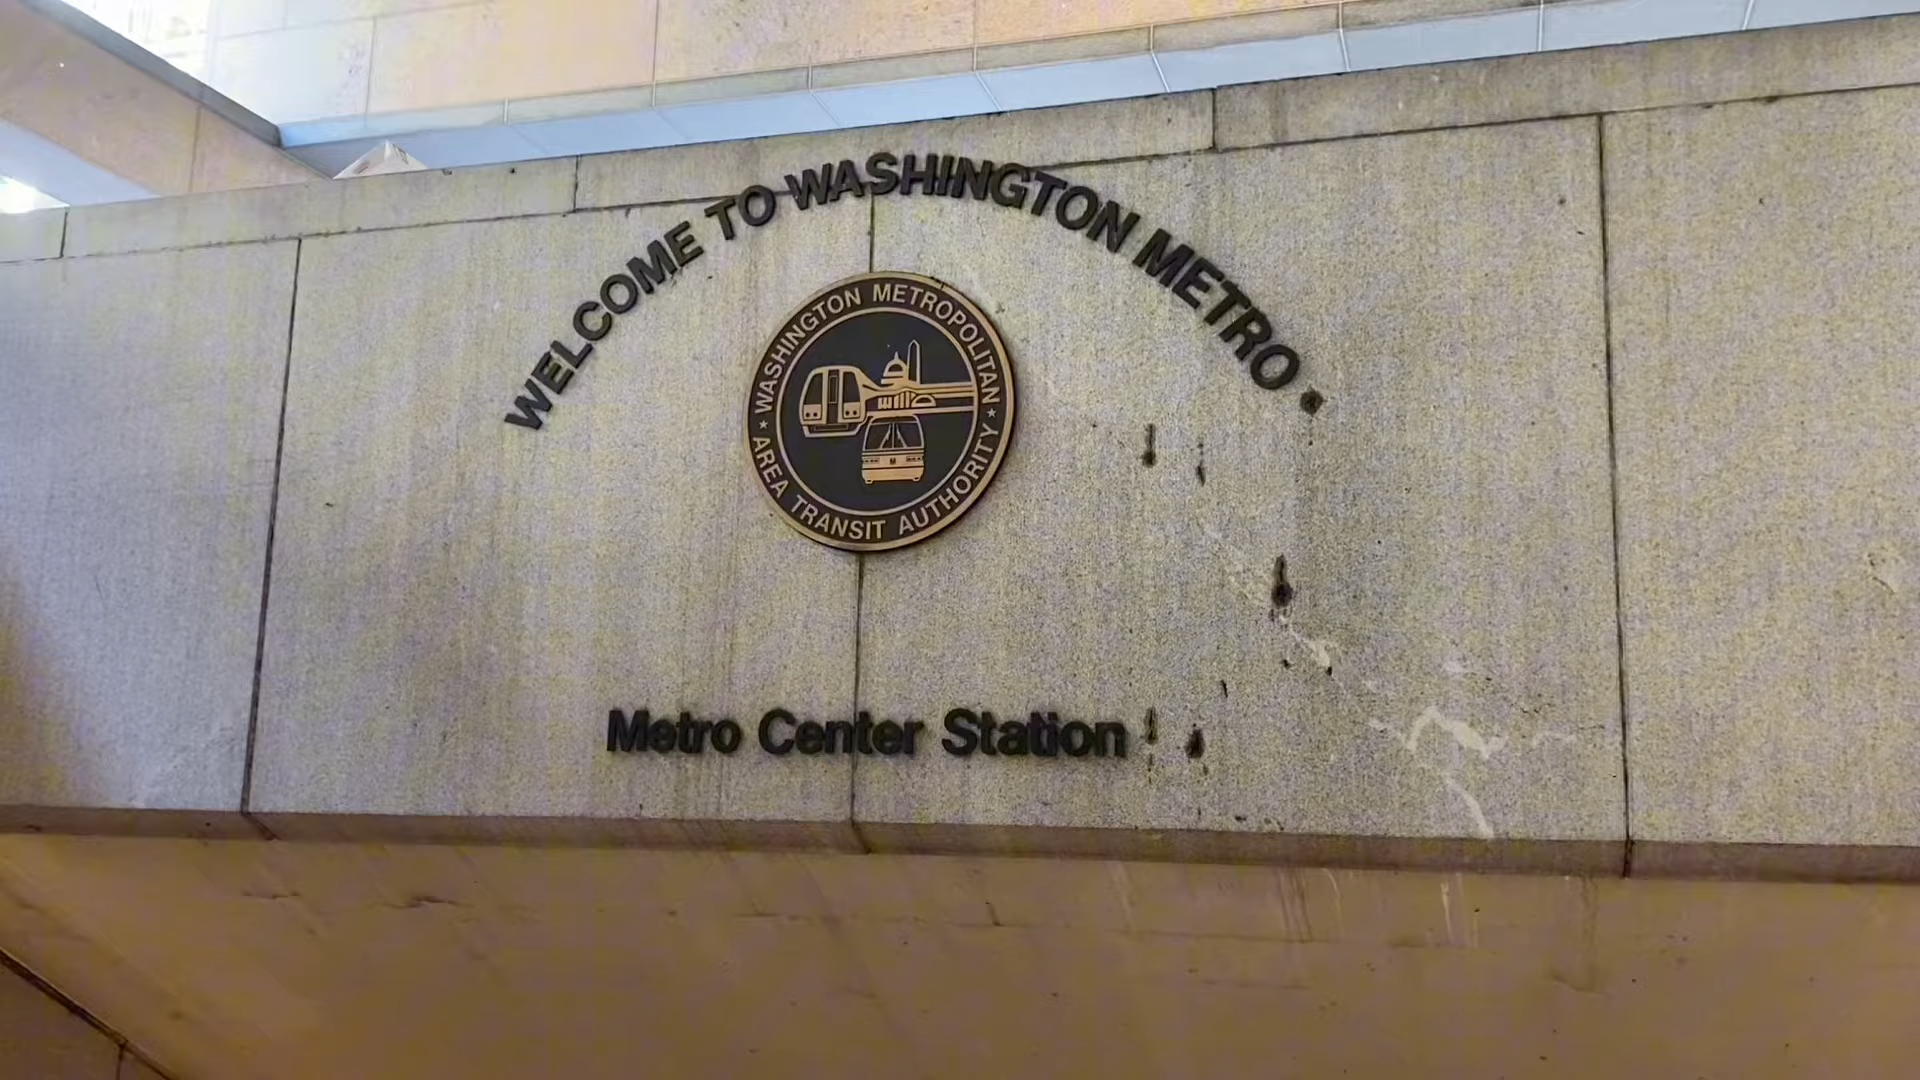 WELCOME TO WASHINGTON METRO
WASHINGTON METROPOLITAN
AREA TRANSIT AUTHORITY
Metro Center Station